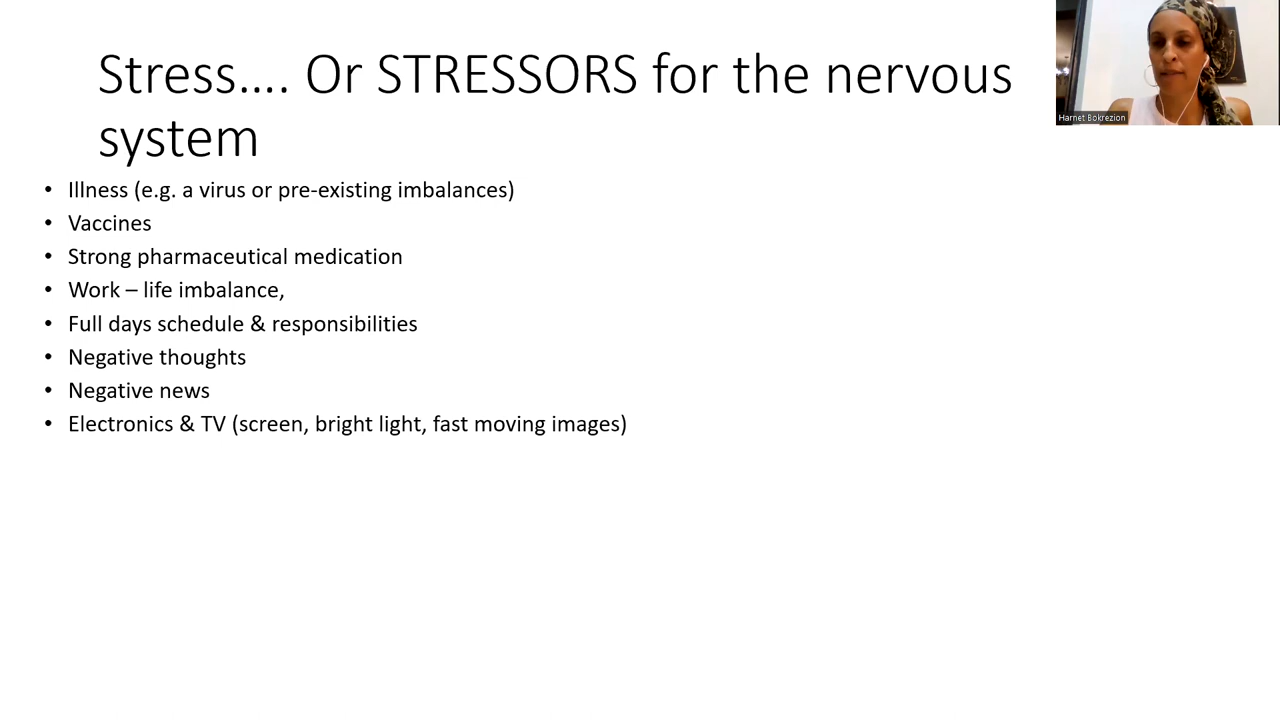 Stress.... Or STRESSORS for the nervous
system
• Illness (e.g. a virus or pre-existing imbalances)
• Vaccines
• Strong pharmaceutical medication
• Work – life imbalance,
• Full days schedule & responsibilities
• Negative thoughts
• Negative news
• Electronics & TV (screen, bright light, fast moving images)
Harnet Bokrezion